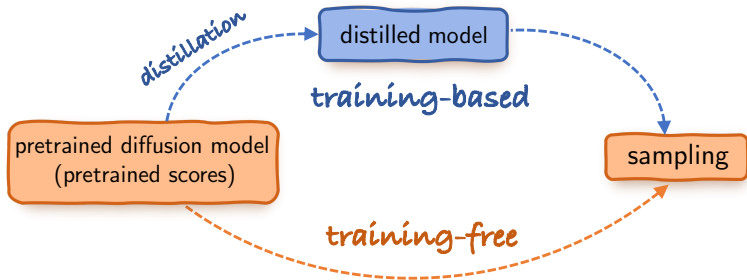 distillation
distilled model
training-based
pretrained diffusion model
(pretrained scores)
sampling
training-free